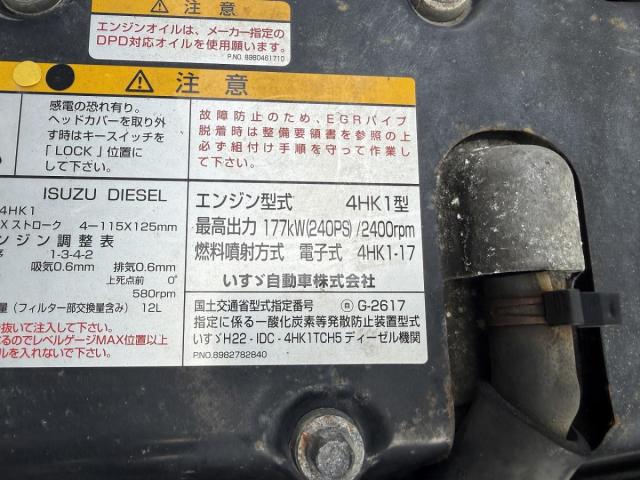 注意
エンジンオイルは、メーカー指定の
DPD対応オイルを使用願います。
P.NO. 8980461710
注意
感電の恐れ有り。
ヘッドカバーを取り外
す時はキースイッチを
「LOCK」位置に
して下さい。
故障防止のため、EGRパイプ
脱着時は整備要領書を参照の上
必ず組付け手順を守って作業し
て下さい。
ISUZU DIESEL
4HK1
Xストローク 4-115X125mm
ンジン調整表
1-3-4-2
吸気0.6mm 排気0.6mm
上死点前 0°
580rpm
量(フィルター部交換量含み) 12L
抜いて注入して下さい。
るのでレベルゲージMAX位置以上
ルを入れないで下さい。
エンジン型式 4HK1型
最高出力 177kW(240PS)/2400rpm
燃料噴射方式 電子式 4HK1-17
いすゞ自動車株式会社
国土交通省型式指定番号 G-2617
指定に係る一酸化炭素等発散防止装置型式
いすゞH22-IDC-4HK1TCH5 ディーゼル機関
P.NO.8982782840